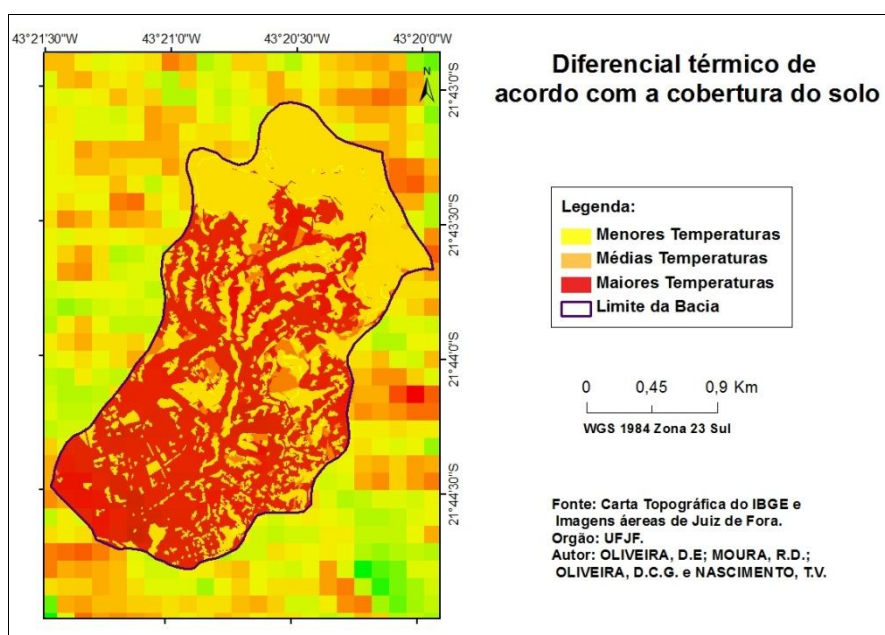 43°21'30"W 43°21'0"W 43°20'30"W 43°20'0"W
N
21°43'0"S
21°43'30"S
21°44'0"S
21°44'30"S
Diferencial térmico de
acordo com a cobertura do solo
Legenda:
Menores Temperaturas
Médias Temperaturas
Maiores Temperaturas
Limite da Bacia
0 0,45 0,9 Km
WGS 1984 Zona 23 Sul
Fonte: Carta Topográfica do IBGE e
Imagens áereas de Juiz de Fora.
Orgão: UFJF.
Autor: OLIVEIRA, D.E; MOURA, R.D.;
OLIVEIRA, D.C.G. e NASCIMENTO, T.V.